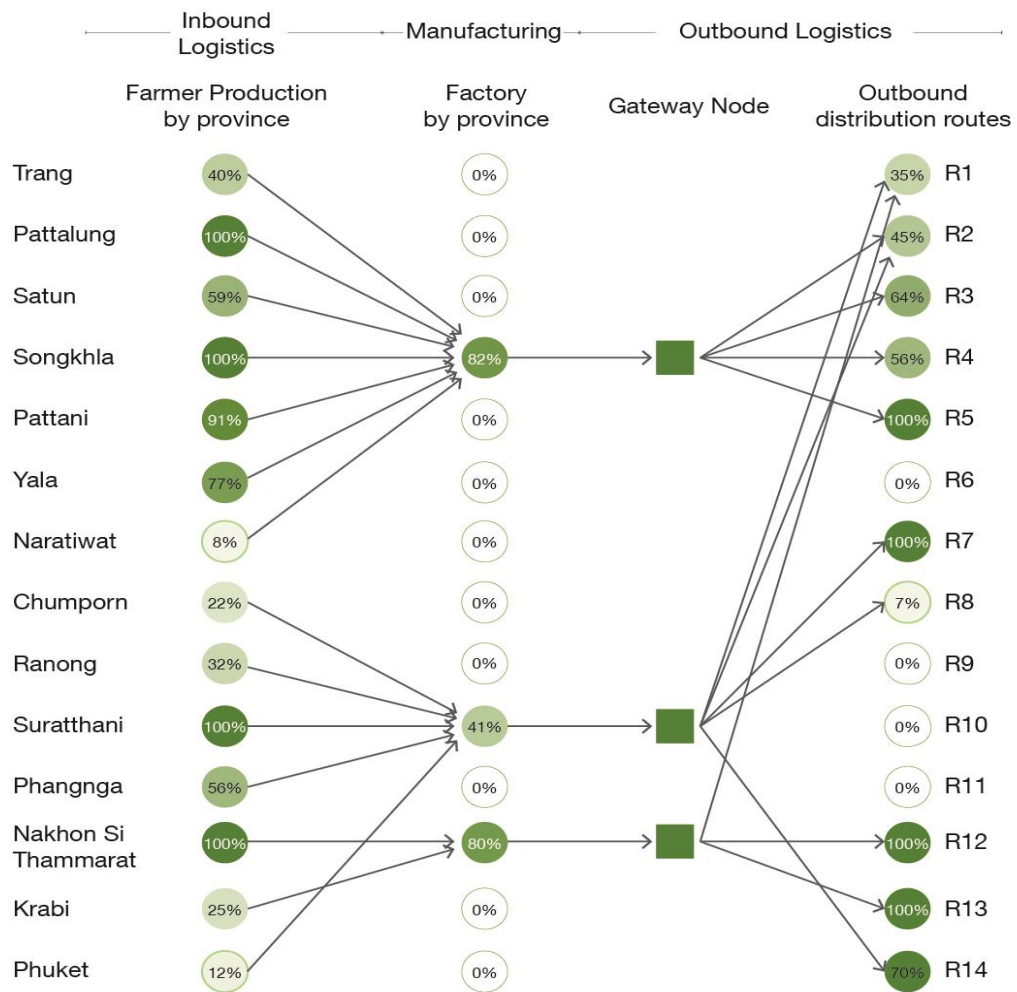 Inbound
Logistics
Manufacturing
Outbound Logistics
Farmer Production
by province
Factory
by province
Gateway Node
Outbound
distribution routes
Trang 40% 0% 35% R1
Pattalung 100% 0% 45% R2
Satun 59% 0% 64% R3
Songkhla 100% 82% 56% R4
Pattani 91% 0% 100% R5
Yala 77% 0% 0% R6
Naratiwat 8% 0% 100% R7
Chumporn 22% 0% 7% R8
Ranong 32% 0% 0% R9
Suratthani 100% 41% 0% R10
Phangnga 56% 0% 0% R11
Nakhon Si
Thammarat 100% 80% 100% R12
Krabi 25% 0% 100% R13
Phuket 12% 0% 70% R14